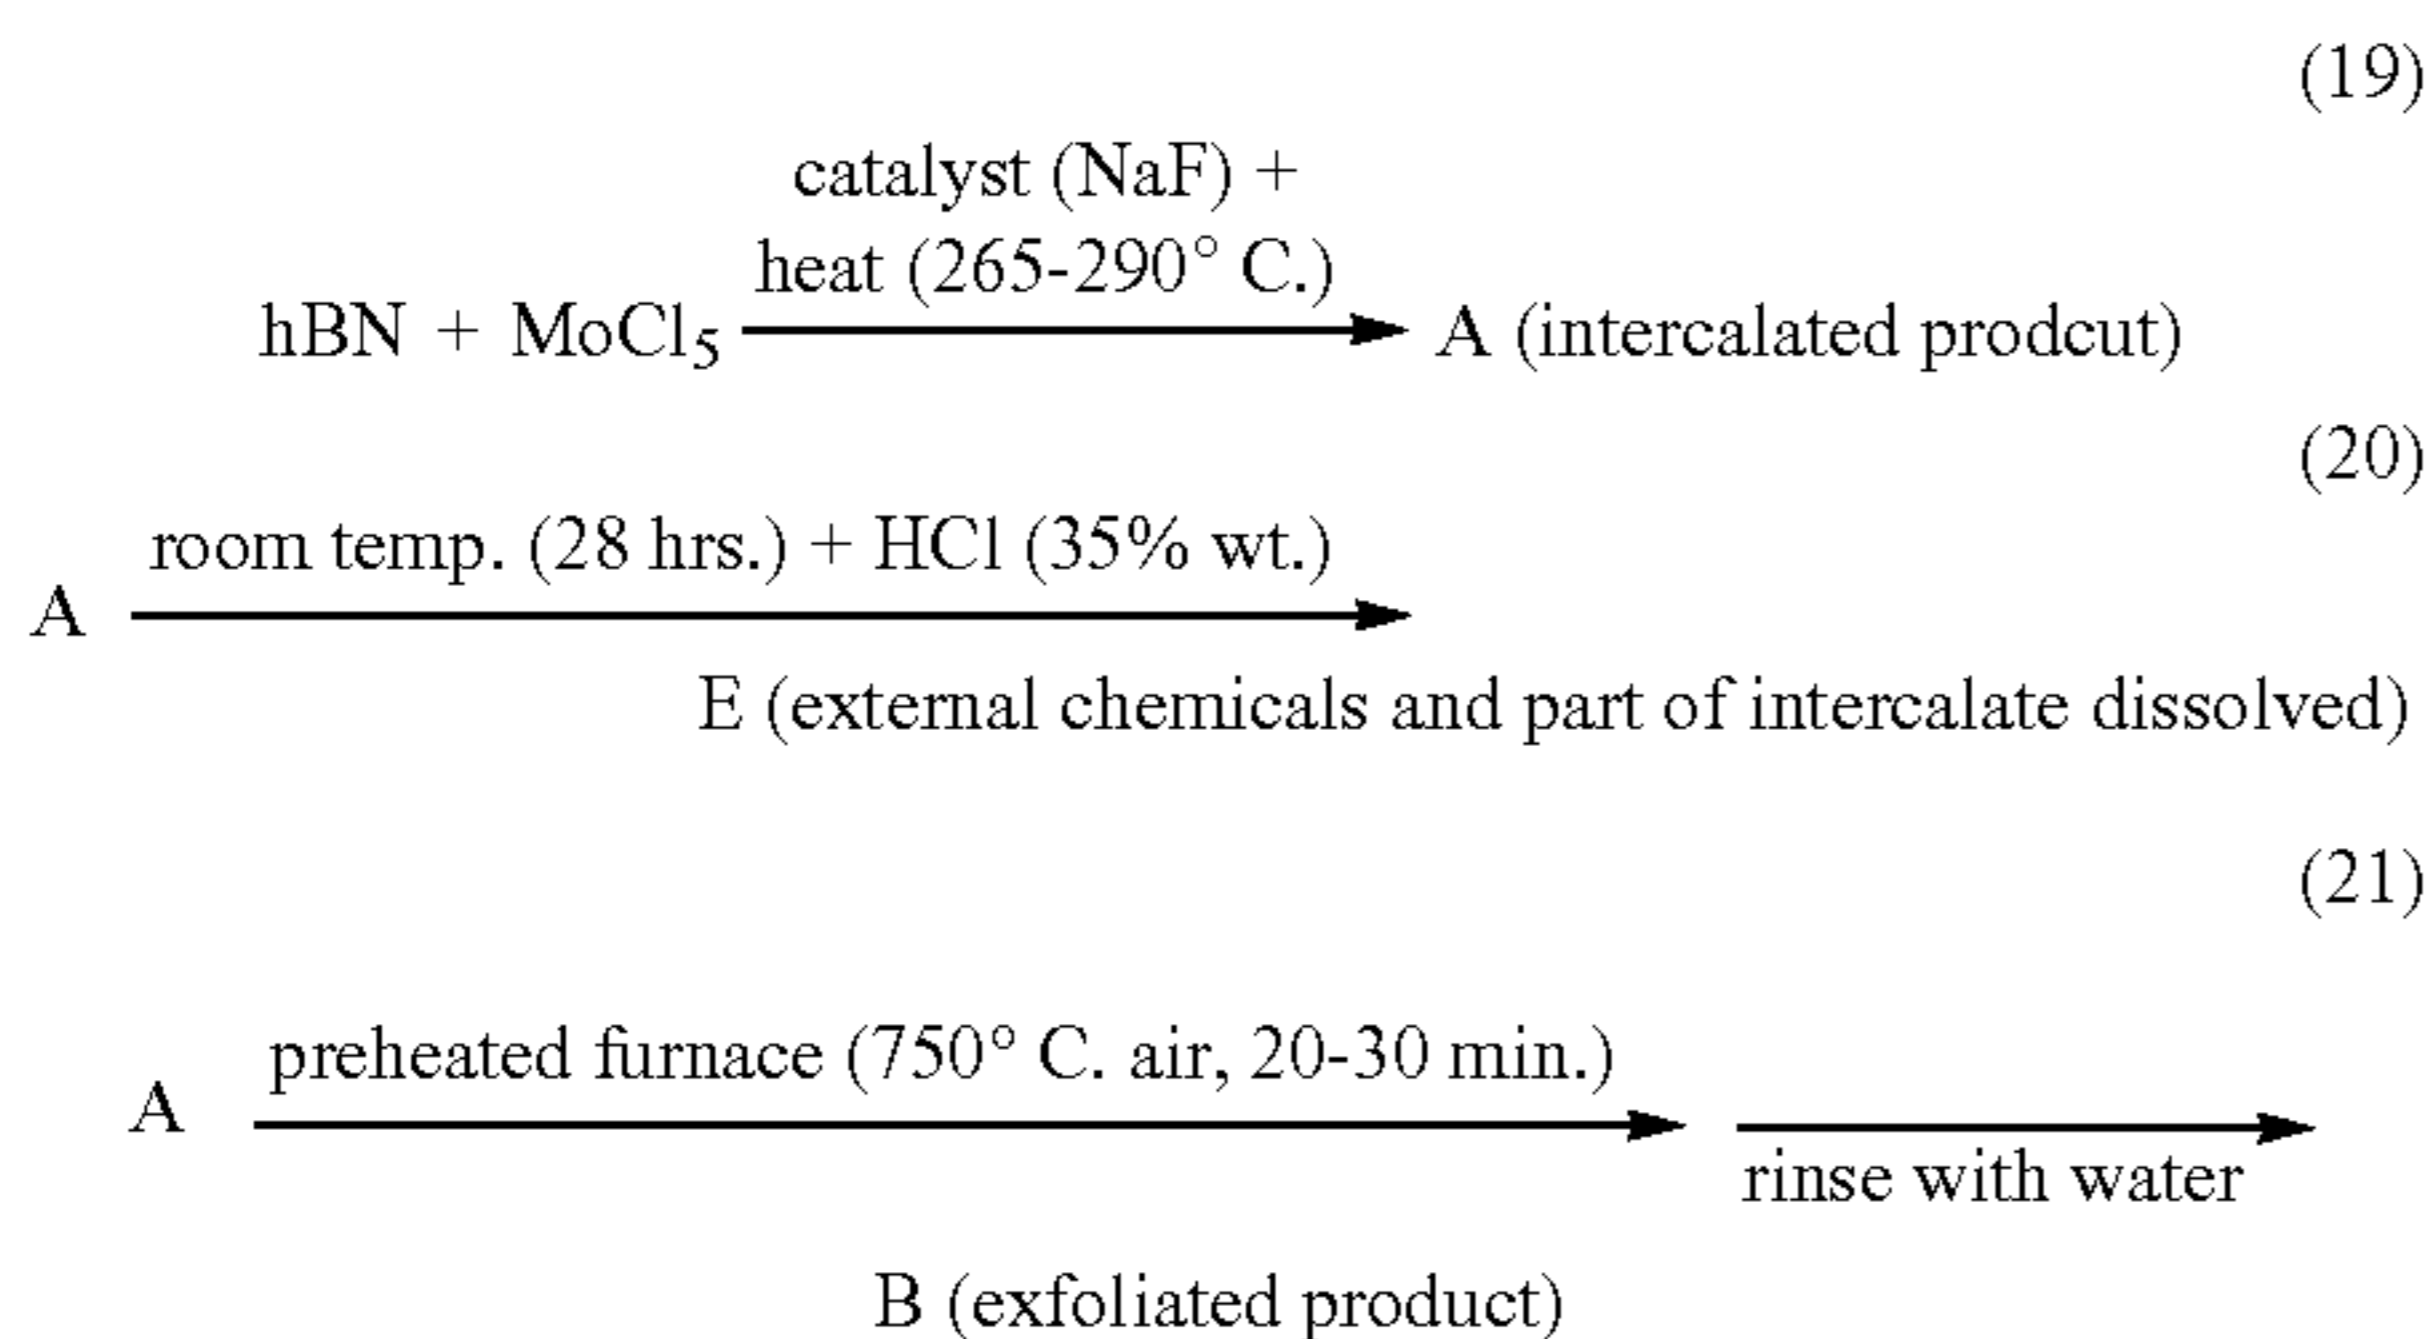 (19)
catalyst (NaF) +
heat (265-290° C.)
hBN + MoCl5 A (intercalated prodcut)
(20)
room temp. (28 hrs.) + HCl (35% wt.)
A
E (external chemicals and part of intercalate dissolved)
(21)
preheated furnace (750° C. air, 20-30 min.)
A
rinse with water
B (exfoliated product)